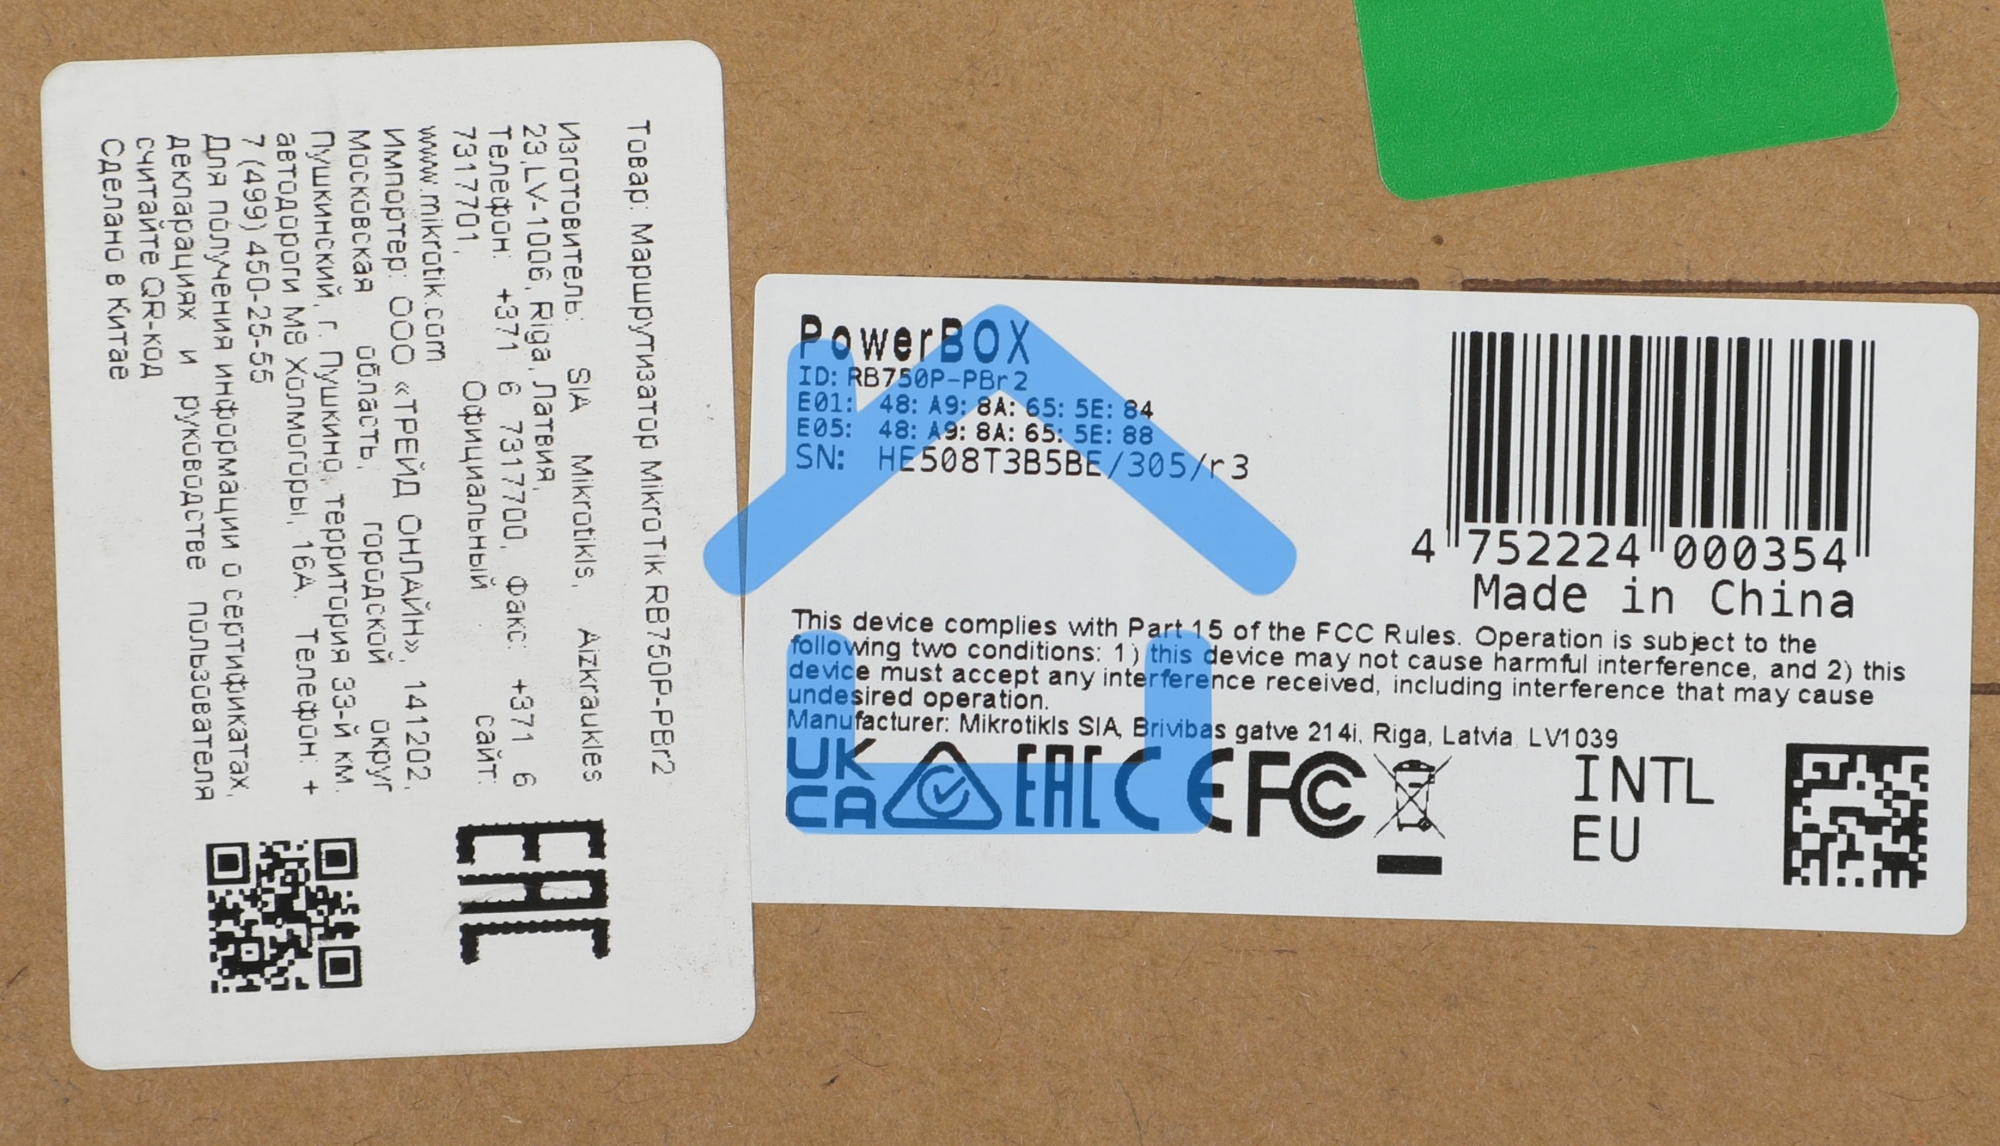 Товар: Маршрутизатор MikroTik RB750P-PBr2
Изготовитель: SIA Mikrotikls, Aizkraukles
23,LV-1006, Riga, Латвия,
Телефон: +371 6 7317700, Факс: +371 6
7317701, Официальный сайт:
www.mikrotik.com
Импортер: ООО «ТРЕЙД ОНЛАЙН», 141202,
Московская область, городской округ
Пушкинский, г. Пушкино, территория 33-й км.
автодороги М8 Холмогоры, 16А. Телефон: +
7 (499) 450-25-55
Для получения информации о сертификатах,
декларациях и руководстве пользователя
считайте QR-код
Сделано в Китае
EAC
PowerBOX
ID: RB750P-PBr2
E01: 48: A9: 8A: 65: 5E: 84
E05: 48: A9: 8A: 65: 5E: 88
SN: HE508T3B5BE/305/r3
4 752224 000354
Made in China
This device complies with Part 15 of the FCC Rules. Operation is subject to the
following two conditions: 1) this device may not cause harmful interference, and 2) this
device must accept any interference received, including interference that may cause
undesired operation.
Manufacturer: Mikrotikls SIA, Brivibas gatve 214i, Riga, Latvia LV1039
UK
CA EAC CE FC
INTL
EU